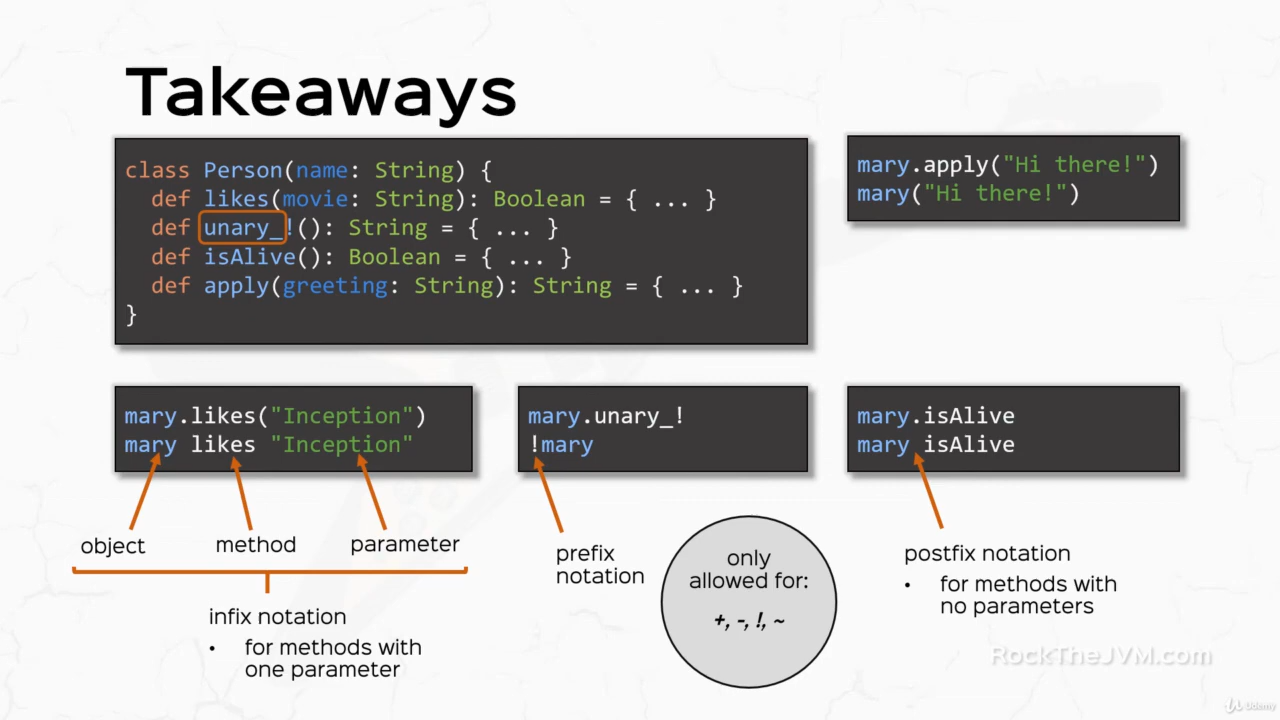 Takeaways
class Person(name: String) {
def likes(movie: String): Boolean = { ... }
def unary_!(): String = { ... }
def isAlive(): Boolean = { ... }
def apply(greeting: String): String = { ... }
}
mary.apply("Hi there!")
mary("Hi there!")
mary.likes("Inception")
mary likes "Inception"
object
method
parameter
infix notation
• for methods with
one parameter
mary.unary_!
!mary
prefix
notation
only
allowed for:
+, -, !, ~
mary.isAlive
mary isAlive
postfix notation
• for methods with
no parameters
RockTheJVM.com
Udemy